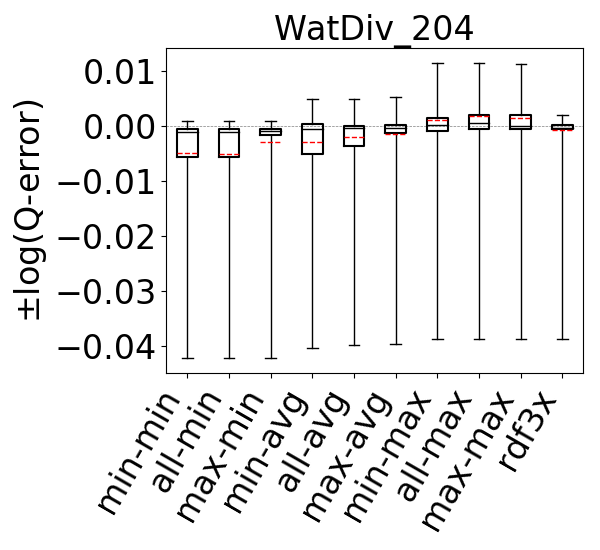 WatDiv_204
±log(Q-error)
0.01
0.00
−0.01
−0.02
−0.03
−0.04
min-min
all-min
max-min
min-avg
all-avg
max-avg
min-max
all-max
max-max
rdf3x